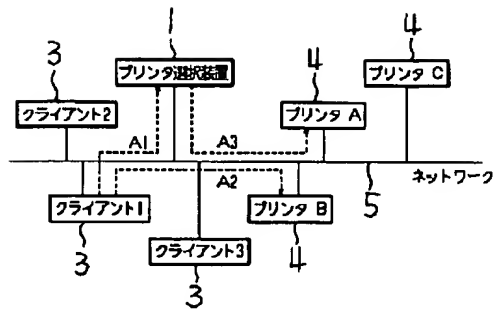 1
4
3
4
プリンタ選択装置
プリンタ C
クライアント2
プリンタ A
A1
A3
ネットワーク
A2
5
クライアント1
プリンタ B
3
クライアント3
4
3